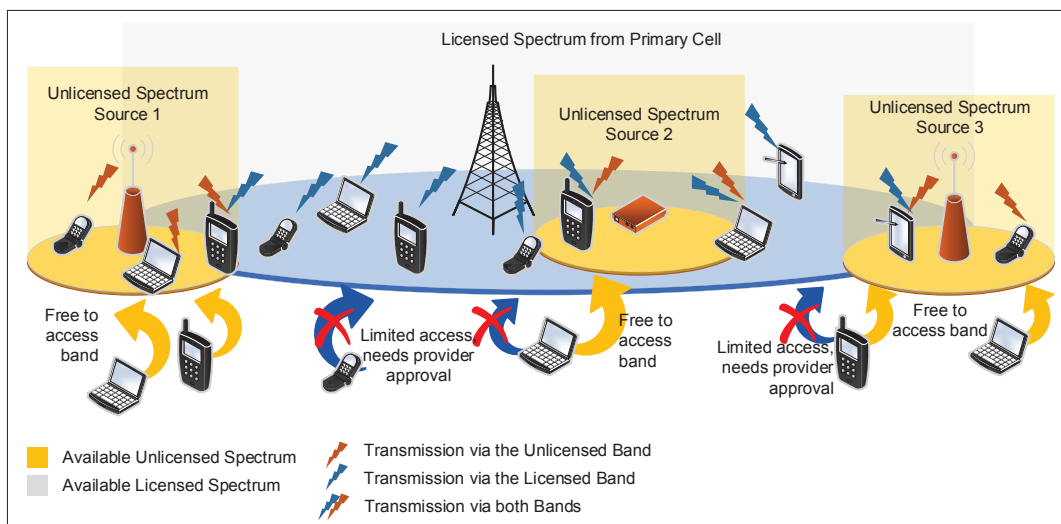 Licensed Spectrum from Primary Cell
Unlicensed Spectrum
Source 1
Unlicensed Spectrum
Source 2
Unlicensed Spectrum
Source 3
Free to
access
band
Limited access,
needs provider
approval
Free to
access
band
Limited access,
needs provider
approval
Free to
access band
Available Unlicensed Spectrum
Available Licensed Spectrum
Transmission via the Unlicensed Band
Transmission via the Licensed Band
Transmission via both Bands